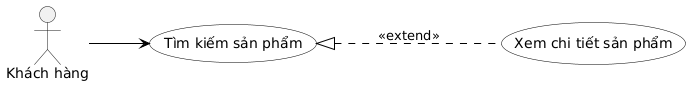 Khách hàng
Tìm kiếm sản phẩm
«extend»
Xem chi tiết sản phẩm